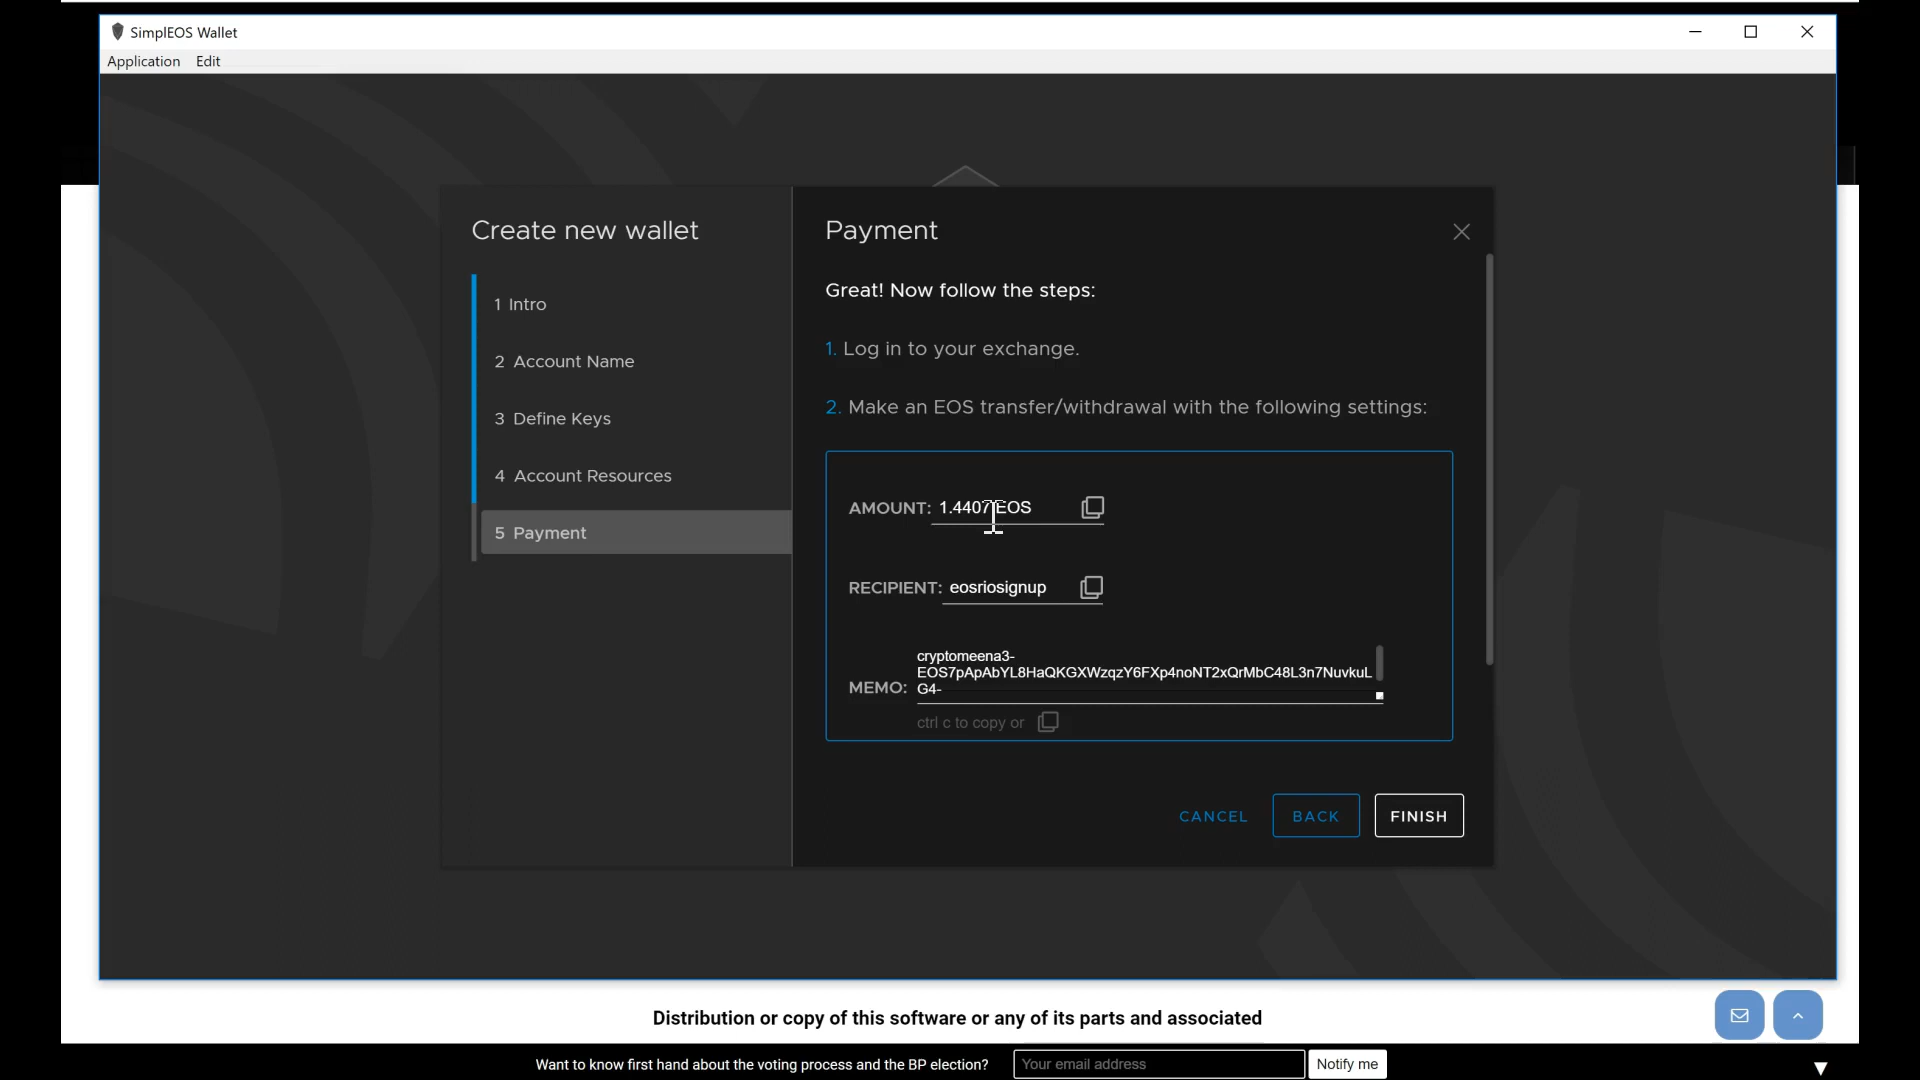 SimplEOS Wallet
Application Edit
Create new wallet
1 Intro
2 Account Name
3 Define Keys
4 Account Resources
5 Payment
Payment
Great! Now follow the steps:
1. Log in to your exchange.
2. Make an EOS transfer/withdrawal with the following settings:
AMOUNT: 1.4407 EOS
RECIPIENT: eosriosignup
MEMO: cryptomeena3-
EOS7pApAbYL8HaQKGXWzqzY6FXp4noNT2xQrMbC48L3n7NuvkuL
G4-
ctrl c to copy or
CANCEL BACK FINISH
Distribution or copy of this software or any of its parts and associated
Want to know first hand about the voting process and the BP election? Your email address Notify me